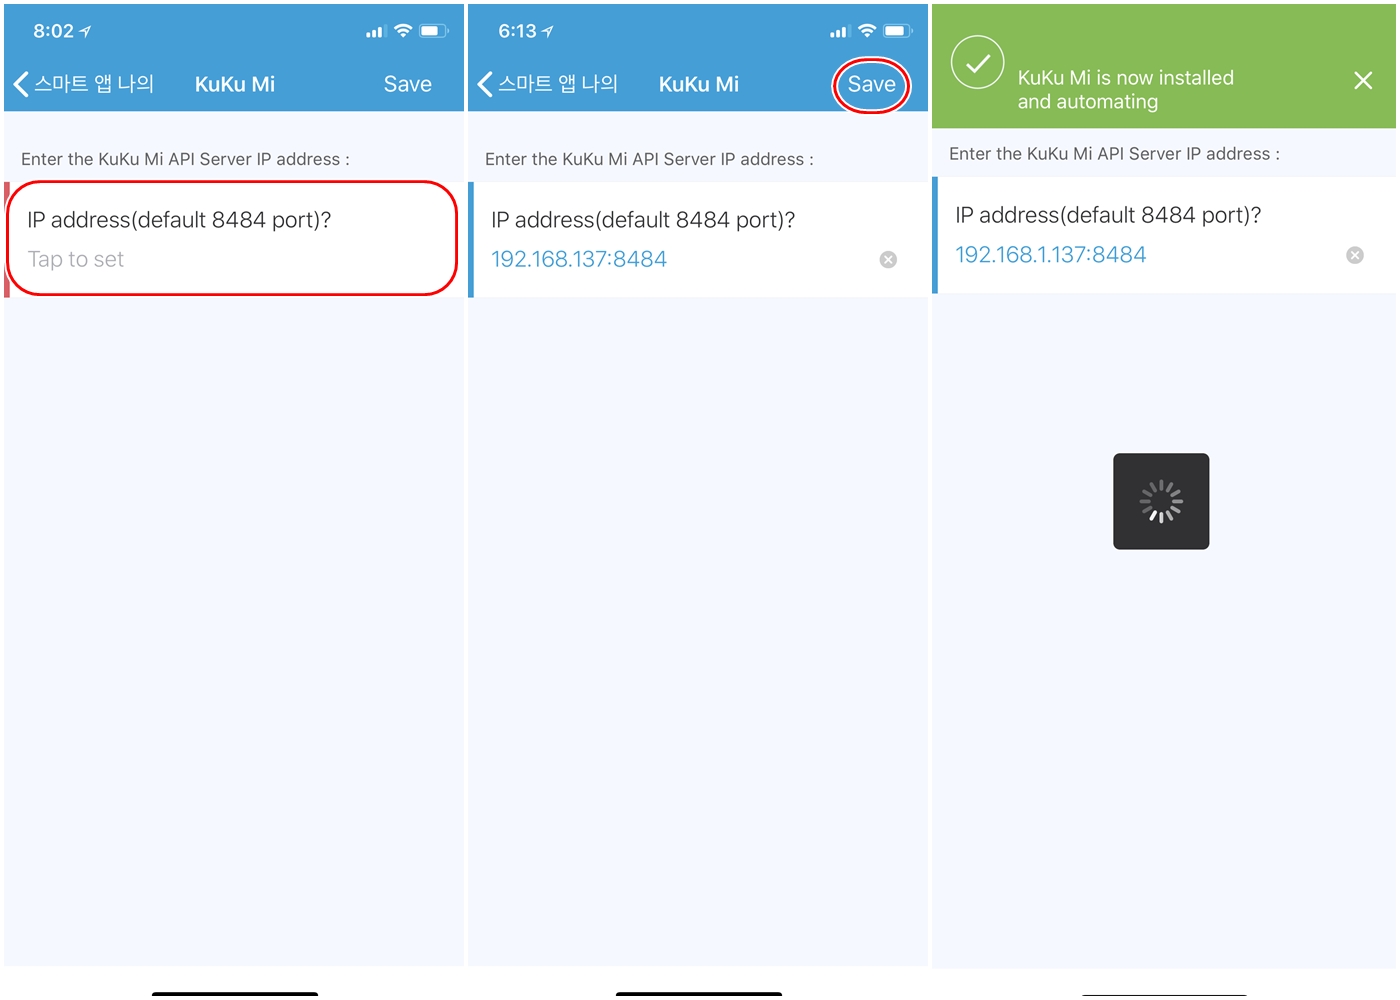 8:02
스마트 앱 나의
KuKu Mi
Save
Enter the KuKu Mi API Server IP address :
IP address(default 8484 port)?
Tap to set
6:13
스마트 앱 나의
KuKu Mi
Save
Enter the KuKu Mi API Server IP address :
IP address(default 8484 port)?
192.168.137:8484
KuKu Mi is now installed
and automating
Enter the KuKu Mi API Server IP address :
IP address(default 8484 port)?
192.168.1.137:8484